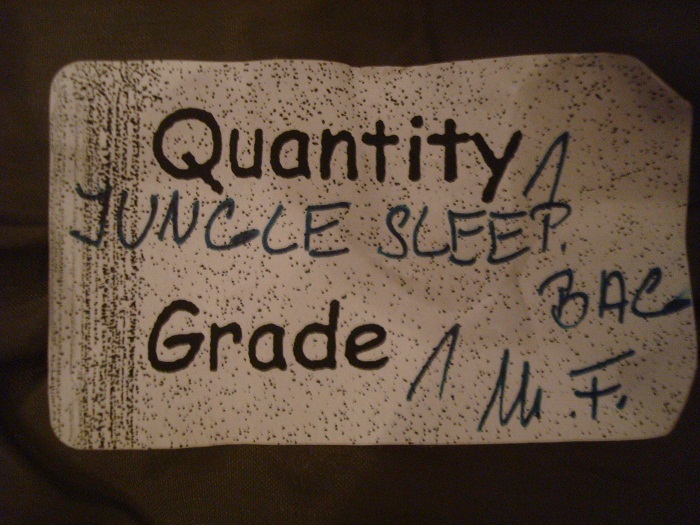 Quantity 1
JUNGLE SLEEP.
BAG
Grade 1 M.F.